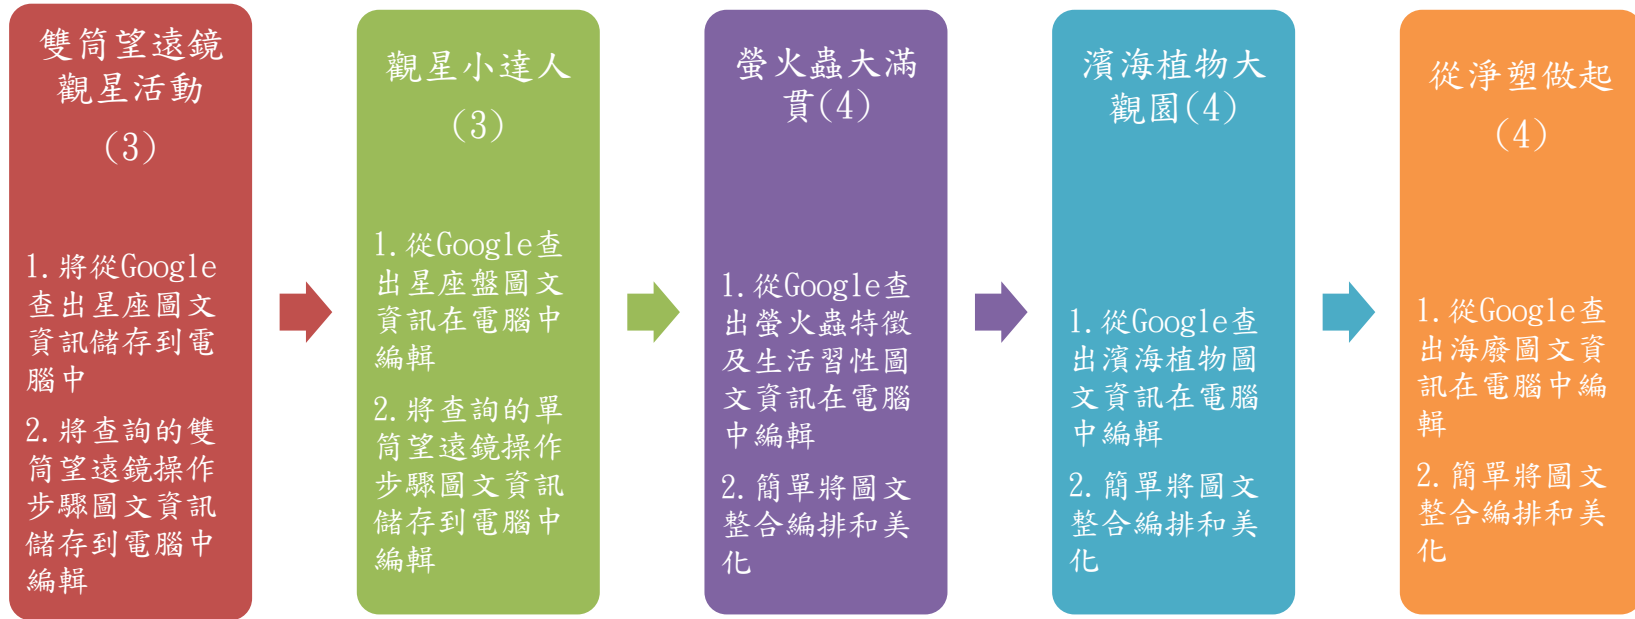 雙筒望遠鏡
觀星活動
(3)
1.將從Google
查出星座圖文
資訊儲存到電
腦中
2.將查詢的雙
筒望遠鏡操作
步驟圖文資訊
儲存到電腦中
編輯
觀星小達人
(3)
1.從Google查
出星座盤圖文
資訊在電腦中
編輯
2.將查詢的單
筒望遠鏡操作
步驟圖文資訊
儲存到電腦中
編輯
螢火蟲大滿
貫(4)
1.從Google查
出螢火蟲特徵
及生活習性圖
文資訊在電腦
中編輯
2.簡單將圖文
整合編排和美
化
濱海植物大
觀園(4)
1.從Google查
出濱海植物圖
文資訊在電腦
中編輯
2.簡單將圖文
整合編排和美
化
從淨塑做起
(4)
1.從Google查
出海廢圖文資
訊在電腦中編
輯
2.簡單將圖文
整合編排和美
化